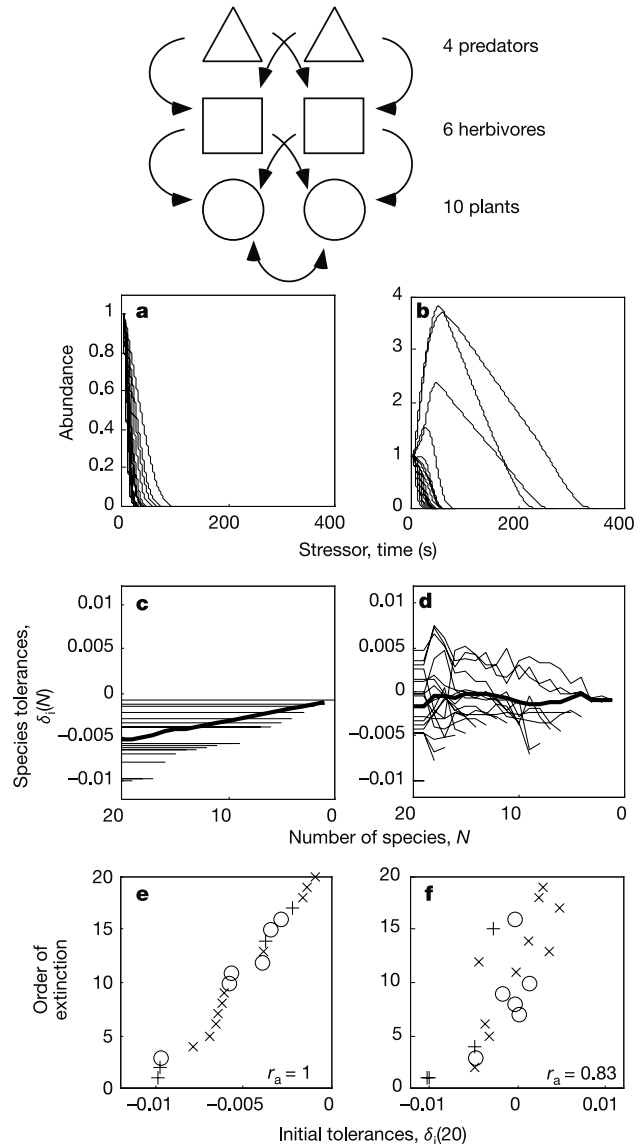 4 predators
6 herbivores
10 plants
a
b
Abundance
1
0.8
0.6
0.4
0.2
0
4
3
2
1
0
0 200 400
0 200 400
Stressor, time (s)
c
d
Species tolerances,
δi(N)
0.01
0.005
0
−0.005
−0.01
0.01
0.005
0
−0.005
−0.01
20 10 0
20 10 0
Number of species, N
e
f
Order of
extinction
20
15
10
5
0
20
15
10
5
0
ra = 1
ra = 0.83
−0.01 −0.005 0
−0.01 0 0.01
Initial tolerances, δi(20)